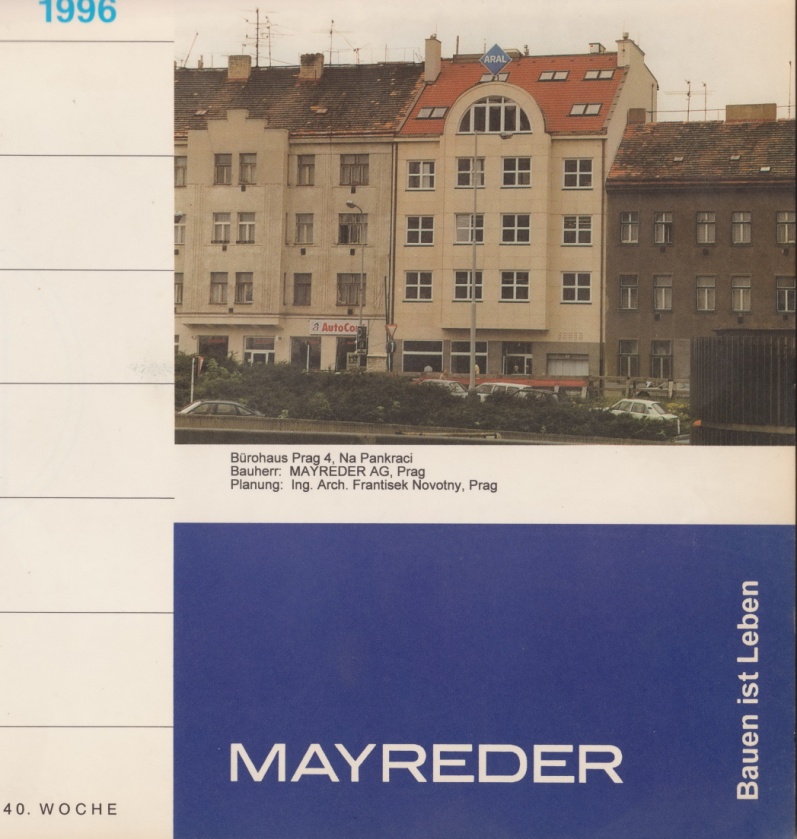 1996
ARAL
AutoCo
Bürohaus Prag 4, Na Pankraci
Bauherr: MAYREDER AG, Prag
Planung: Ing. Arch. Frantisek Novotny, Prag
Bauen ist Leben
MAYREDER
40. WOCHE